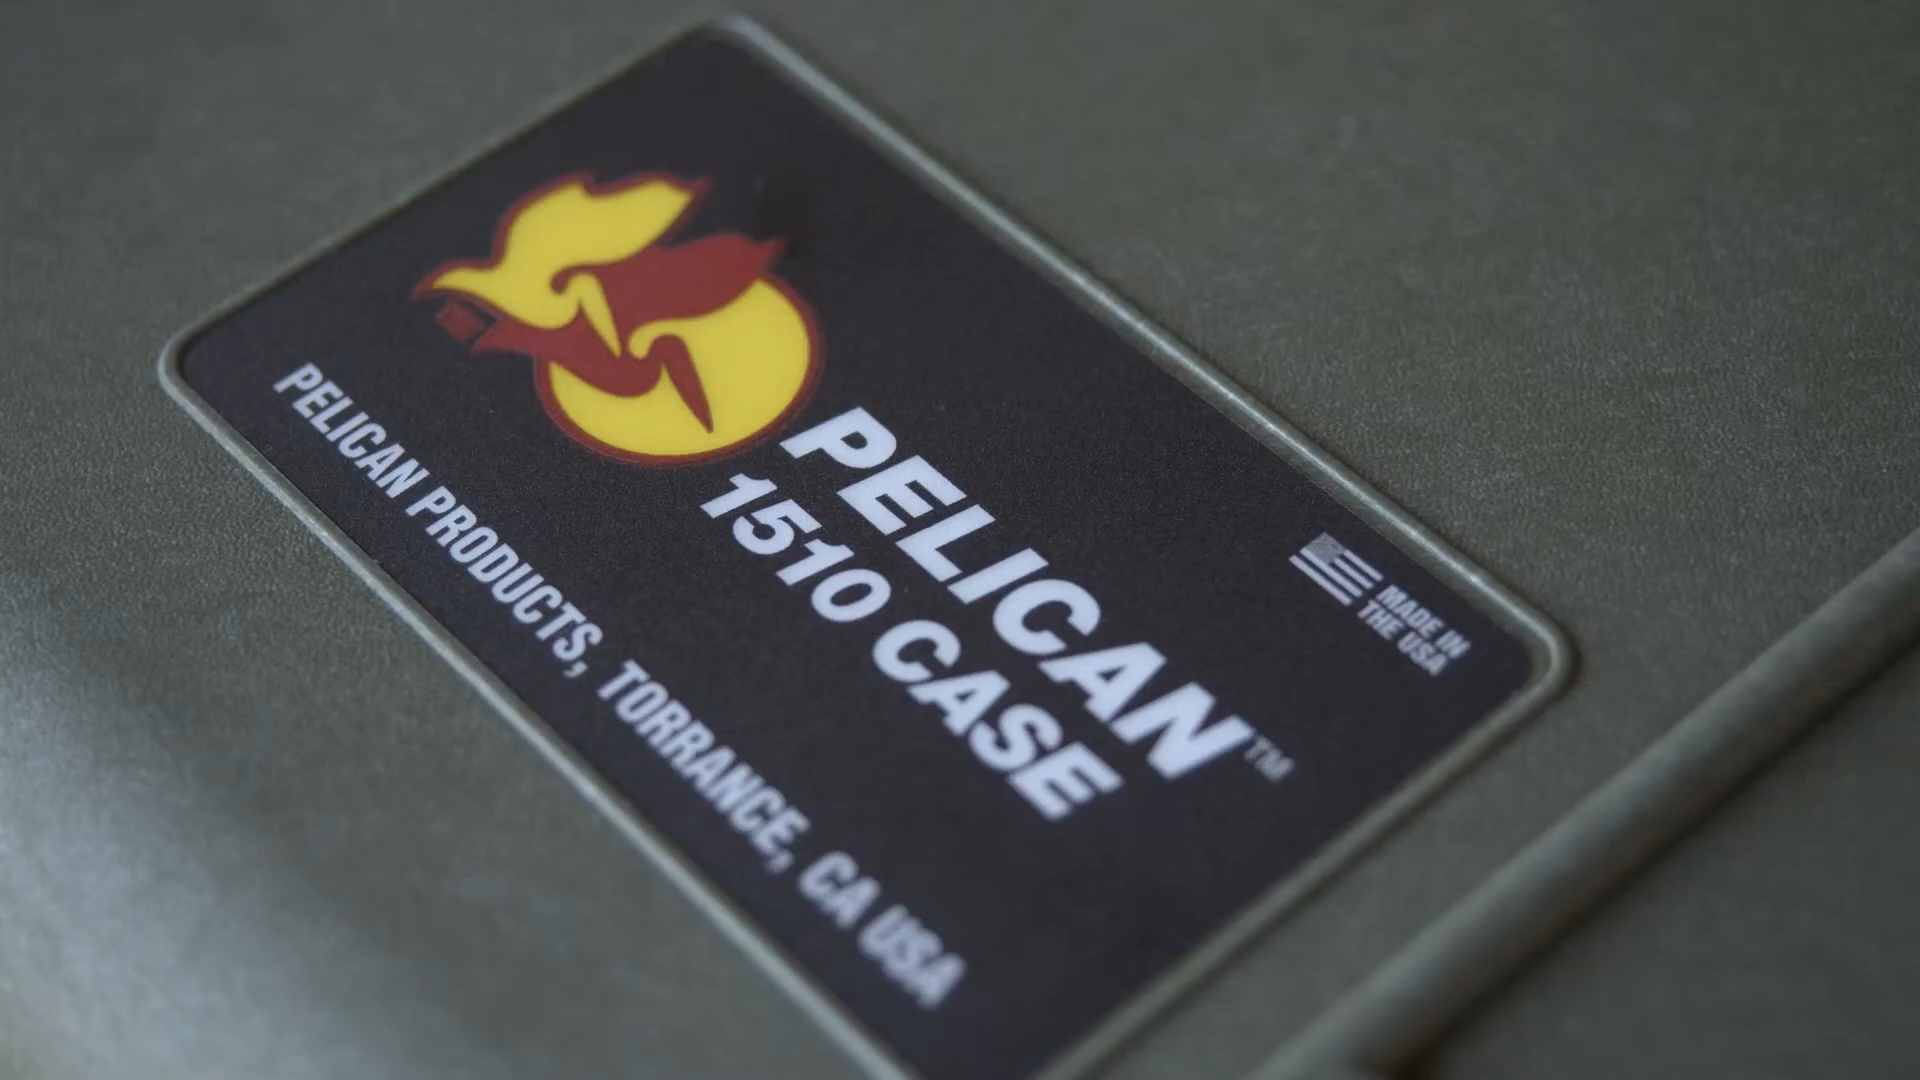 PELICAN™
1510 CASE
MADE IN
THE USA
PELICAN PRODUCTS, TORRANCE, CA USA